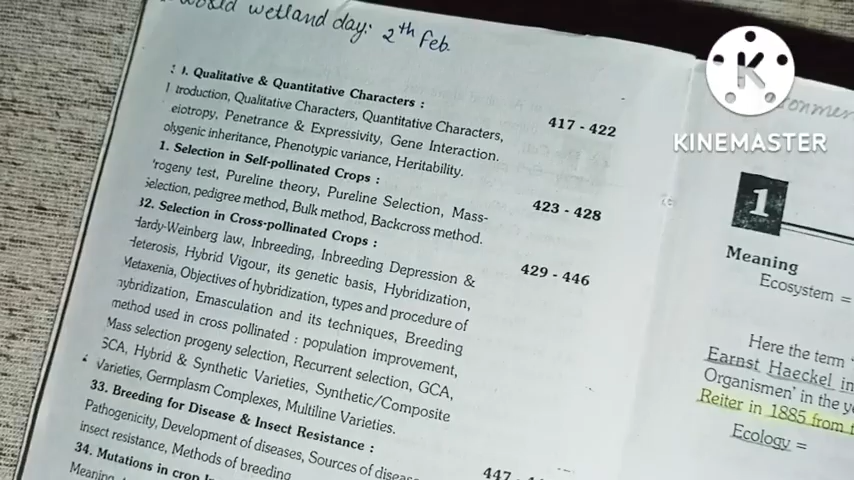 World wetland day: 2th Feb.
). Qualitative & Quantitative Characters :
troduction, Qualitative Characters, Quantitative Characters,
eiotropy, Penetrance & Expressivity, Gene Interaction.
olygenic inheritance, Phenotypic variance, Heritability.
417 - 422
1. Selection in Self-pollinated Crops :
rogeny test, Pureline theory, Pureline Selection, Mass-
selection, pedigree method, Bulk method, Backcross method.
423 - 428
32. Selection in Cross-pollinated Crops :
Hardy-Weinberg law, Inbreeding, Inbreeding Depression &
Heterosis, Hybrid Vigour, its genetic basis, Hybridization,
Metaxenia, Objectives of hybridization, types and procedure of
hybridization, Emasculation and its techniques, Breeding
method used in cross pollinated : population improvement,
Mass selection progeny selection, Recurrent selection, GCA,
SCA, Hybrid & Synthetic Varieties, Synthetic/Composite
Varieties, Germplasm Complexes, Multiline Varieties.
429 - 446
33. Breeding for Disease & Insect Resistance :
Pathogenicity, Development of diseases, Sources of diseas
insect resistance, Methods of breeding
447 - 4
34. Mutations in crop
Meaning
K
KINEMASTER
onmen
1
Meaning
Ecosystem =
Here the term
Earnst Haeckel in
Organismen' in the
Reiter in 1885 from
Ecology =